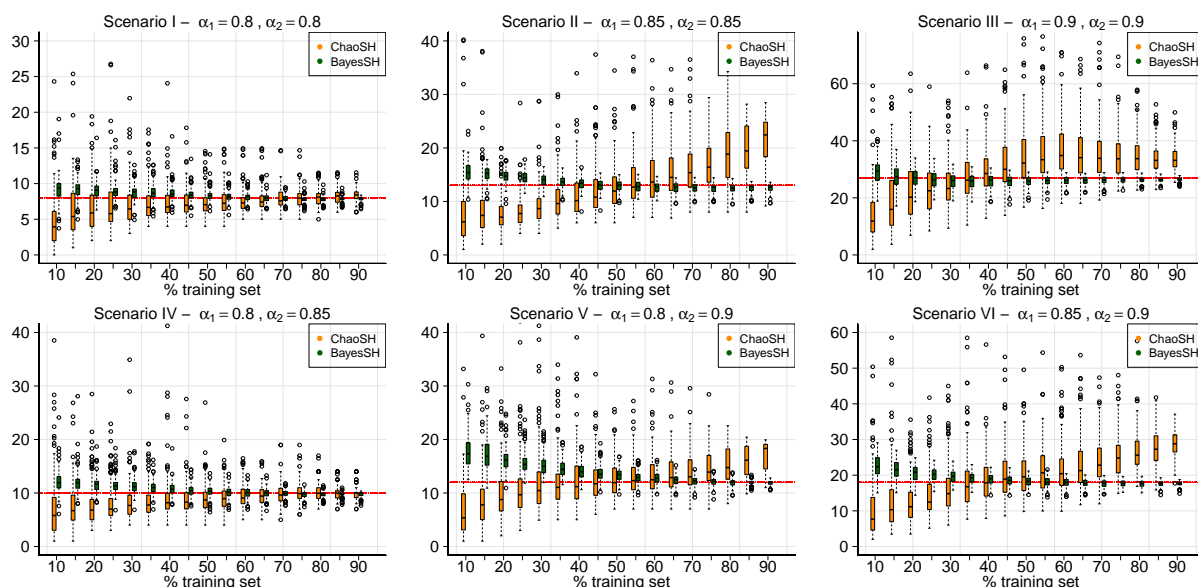 Scenario I − α1 = 0.8 , α2 = 0.8
ChaoSH
BayesSH
30
25
20
15
10
5
0
10 20 30 40 50 60 70 80 90
% training set
Scenario II − α1 = 0.85 , α2 = 0.85
ChaoSH
BayesSH
40
30
20
10
0
10 20 30 40 50 60 70 80 90
% training set
Scenario III − α1 = 0.9 , α2 = 0.9
ChaoSH
BayesSH
60
40
20
0
10 20 30 40 50 60 70 80 90
% training set
Scenario IV − α1 = 0.8 , α2 = 0.85
ChaoSH
BayesSH
40
30
20
10
0
10 20 30 40 50 60 70 80 90
% training set
Scenario V − α1 = 0.8 , α2 = 0.9
ChaoSH
BayesSH
40
30
20
10
0
10 20 30 40 50 60 70 80 90
% training set
Scenario VI − α1 = 0.85 , α2 = 0.9
ChaoSH
BayesSH
60
50
40
30
20
10
0
10 20 30 40 50 60 70 80 90
% training set